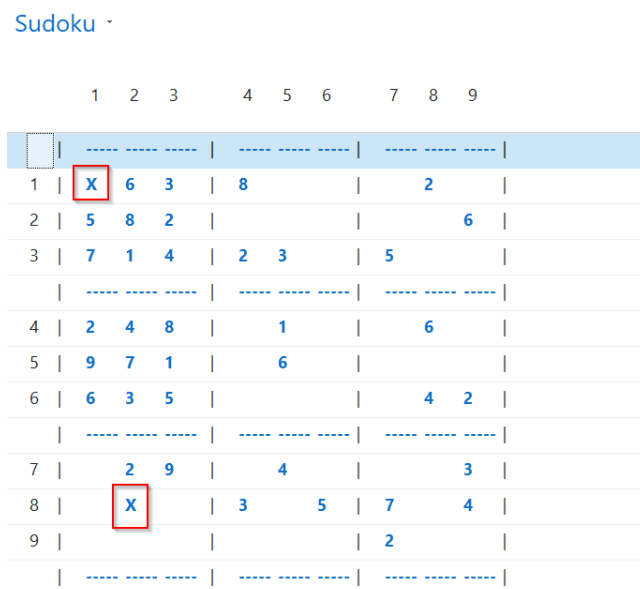 Sudoku
1 2 3 4 5 6 7 8 9
| ----- ----- ----- | ----- ----- ----- | ----- ----- ----- |
1 | X 6 3 | 8 | 2 |
2 | 5 8 2 | | 6 |
3 | 7 1 4 | 2 3 | 5 |
| ----- ----- ----- | ----- ----- ----- | ----- ----- ----- |
4 | 2 4 8 | 1 | 6 |
5 | 9 7 1 | 6 | |
6 | 6 3 5 | | 4 2 |
| ----- ----- ----- | ----- ----- ----- | ----- ----- ----- |
7 | 2 9 | 4 | 3 |
8 | X | 3 5 | 7 4 |
9 | | | 2 |
| ----- ----- ----- | ----- ----- ----- | ----- ----- ----- |